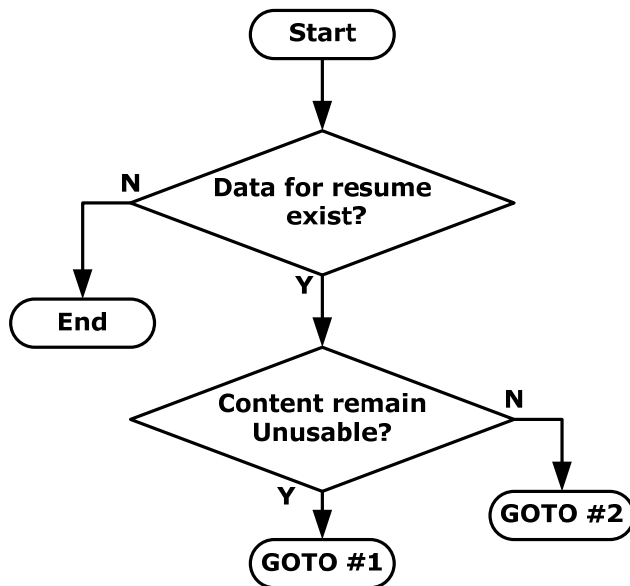 Start
N
Data for resume
exist?
Y
End
Content remain
Unusable?
N
Y
GOTO #2
GOTO #1